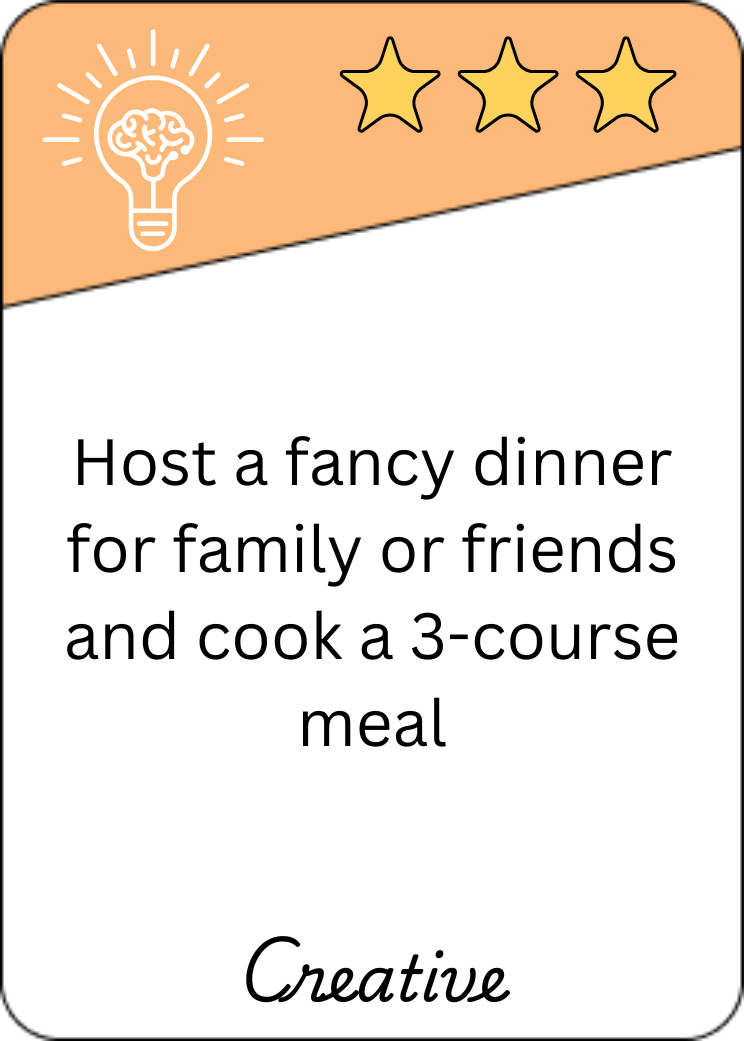 Host a fancy dinner
for family or friends
and cook a 3-course
meal
Creative